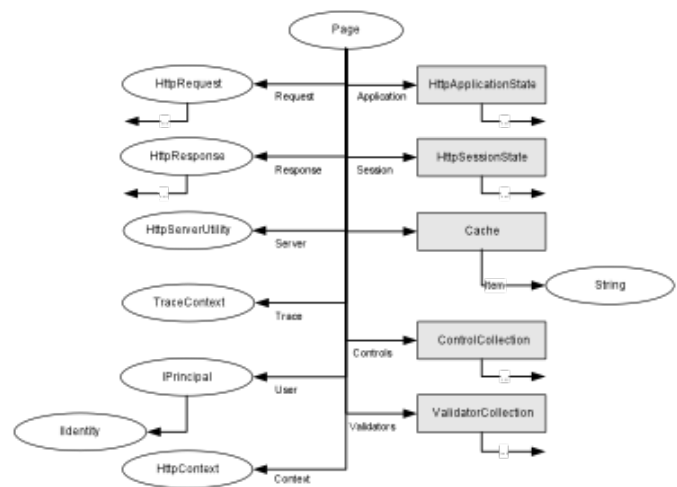 Page
HttpRequest
Request
Application
HttpApplicationState
...
...
HttpResponse
Response
Session
HttpSessionState
...
...
HttpServerUtility
Server
Cache
Item
String
TraceContext
Trace
Controls
ControlCollection
...
IPrincipal
User
Validators
ValidatorCollection
...
IIdentity
HttpContext
Context